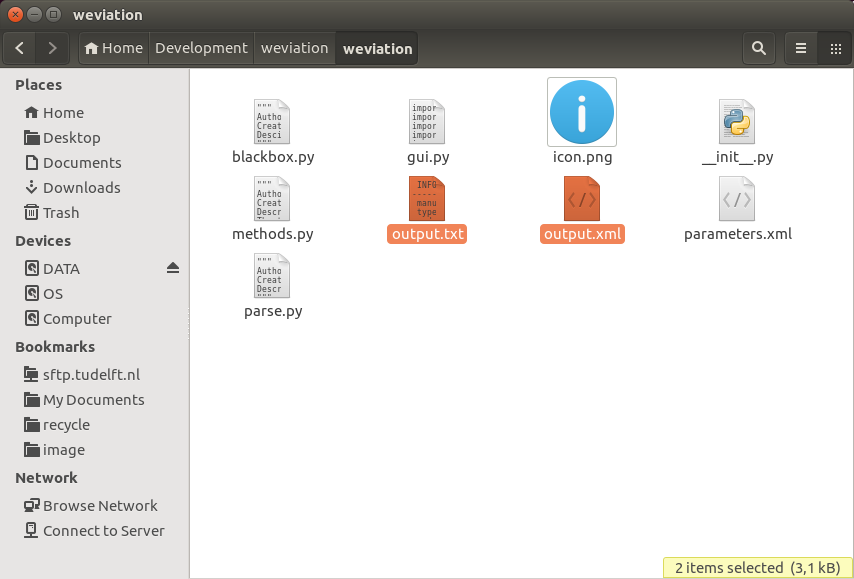 weviation
Home Development weviation weviation
Places
Home
Desktop
Documents
Downloads
Trash
Devices
DATA
OS
Computer
Bookmarks
sftp.tudelft.nl
My Documents
recycle
image
Network
Browse Network
Connect to Server
"""
Autho
Creat
Desci
"""
blackbox.py
impor
impor
impor
impor
gui.py
i
icon.png
__init__.py
"""
Autho
Creat
Descr
methods.py
INFO
-----
manu
type
output.txt
</>
output.xml
</>
parameters.xml
"""
Autho
Creat
Descr
"""
parse.py
2 items selected (3,1 kB)